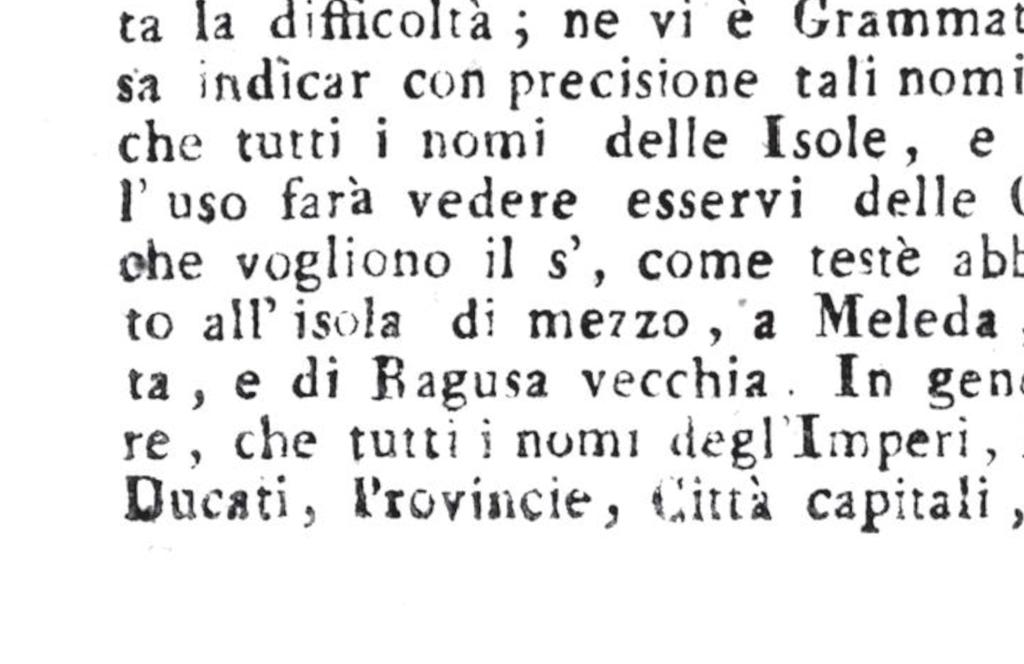 ta la difficoltà; ne vi è Grammat
sa indicar con precisione tali nomi
che tutti i nomi delle Isole, e
l'uso farà vedere esservi delle
che vogliono il s', come testè abb
to all'isola di mezzo, a Meleda
ta, e di Ragusa vecchia. In gene
re, che tutti i nomi degl'Imperi,
Ducati, Provincie, Città capitali,